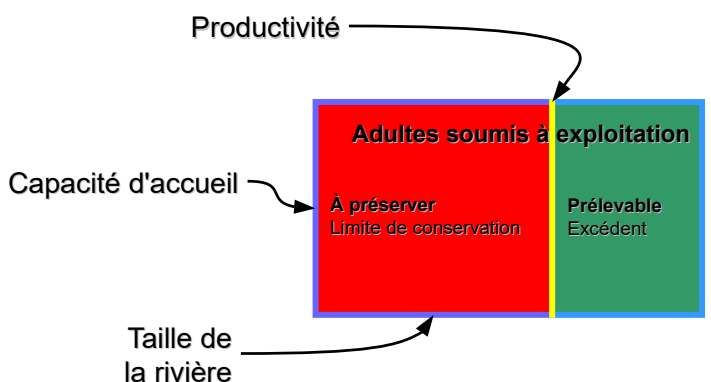 Productivité
Adultes soumis à exploitation
Capacité d'accueil
À préserver
Limite de conservation
Prélevable
Excédent
Taille de
la rivière